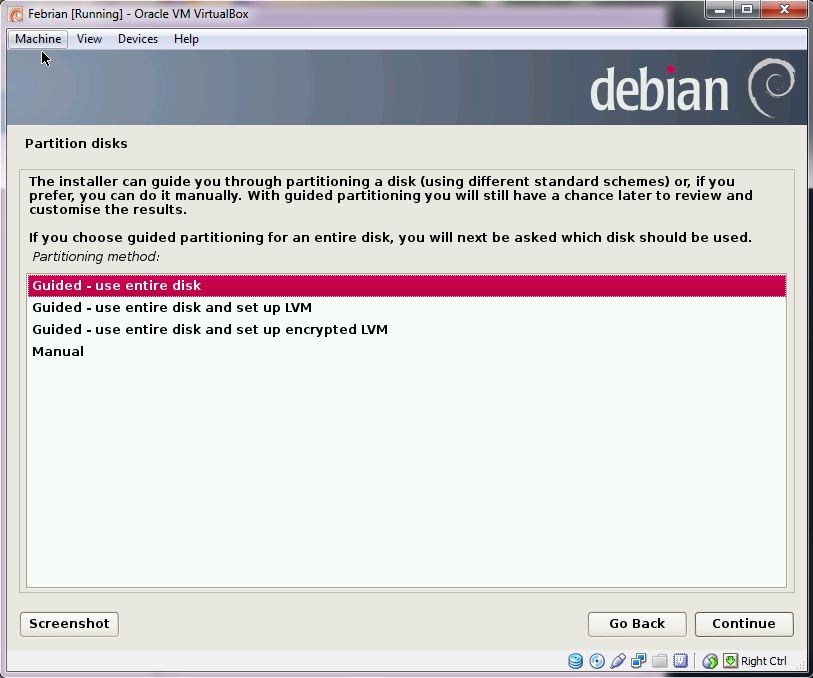 Febrian [Running] - Oracle VM VirtualBox
Machine View Devices Help
debian
Partition disks
The installer can guide you through partitioning a disk (using different standard schemes) or, if you
prefer, you can do it manually. With guided partitioning you will still have a chance later to review and
customise the results.
If you choose guided partitioning for an entire disk, you will next be asked which disk should be used.
Partitioning method:
Guided - use entire disk
Guided - use entire disk and set up LVM
Guided - use entire disk and set up encrypted LVM
Manual
Screenshot Go Back Continue
Right Ctrl